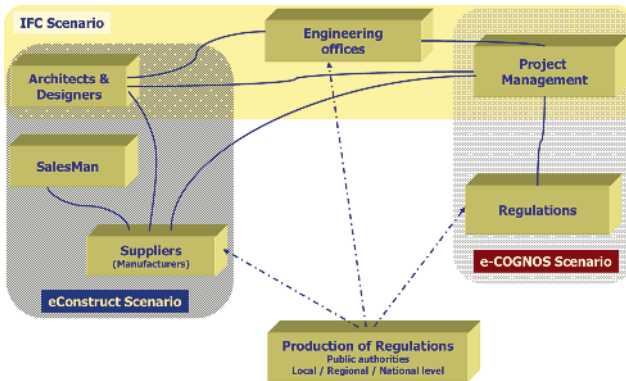 IFC Scenario
Engineering
offices
Architects &
Designers
Project
Management
SalesMan
Regulations
Suppliers
(Manufacturers)
e-COGNOS Scenario
eConstruct Scenario
Production of Regulations
Public authorities
Local / Regional / National level